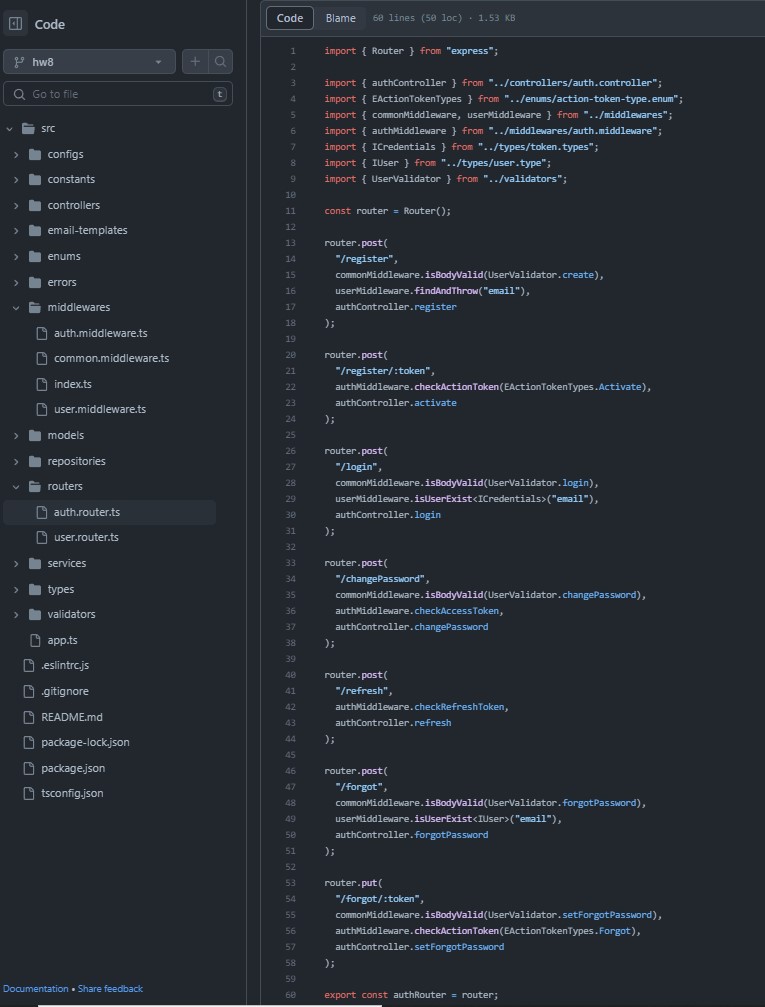 Code
hw8
Go to file
t
src
configs
constants
controllers
email-templates
enums
errors
middlewares
auth.middleware.ts
common.middleware.ts
index.ts
user.middleware.ts
models
repositories
routers
auth.router.ts
user.router.ts
services
types
validators
app.ts
.eslintrc.js
.gitignore
README.md
package-lock.json
package.json
tsconfig.json
Documentation • Share feedback
Code Blame 60 lines (50 loc) · 1.53 KB
1 import { Router } from "express";
2
3 import { authController } from "../controllers/auth.controller";
4 import { EActionTokenTypes } from "../enums/action-token-type.enum";
5 import { commonMiddleware, userMiddleware } from "../middlewares";
6 import { authMiddleware } from "../middlewares/auth.middleware";
7 import { ICredentials } from "../types/token.types";
8 import { IUser } from "../types/user.type";
9 import { UserValidator } from "../validators";
10
11 const router = Router();
12
13 router.post(
14   "/register",
15   commonMiddleware.isBodyValid(UserValidator.create),
16   userMiddleware.findAndThrow("email"),
17   authController.register
18 );
19
20 router.post(
21   "/register/:token",
22   authMiddleware.checkActionToken(EActionTokenTypes.Activate),
23   authController.activate
24 );
25
26 router.post(
27   "/login",
28   commonMiddleware.isBodyValid(UserValidator.login),
29   userMiddleware.isUserExist<ICredentials>("email"),
30   authController.login
31 );
32
33 router.post(
34   "/changePassword",
35   commonMiddleware.isBodyValid(UserValidator.changePassword),
36   authMiddleware.checkAccessToken,
37   authController.changePassword
38 );
39
40 router.post(
41   "/refresh",
42   authMiddleware.checkRefreshToken,
43   authController.refresh
44 );
45
46 router.post(
47   "/forgot",
48   commonMiddleware.isBodyValid(UserValidator.forgotPassword),
49   userMiddleware.isUserExist<IUser>("email"),
50   authController.forgotPassword
51 );
52
53 router.put(
54   "/forgot/:token",
55   commonMiddleware.isBodyValid(UserValidator.setForgotPassword),
56   authMiddleware.checkActionToken(EActionTokenTypes.Forgot),
57   authController.setForgotPassword
58 );
59
60 export const authRouter = router;